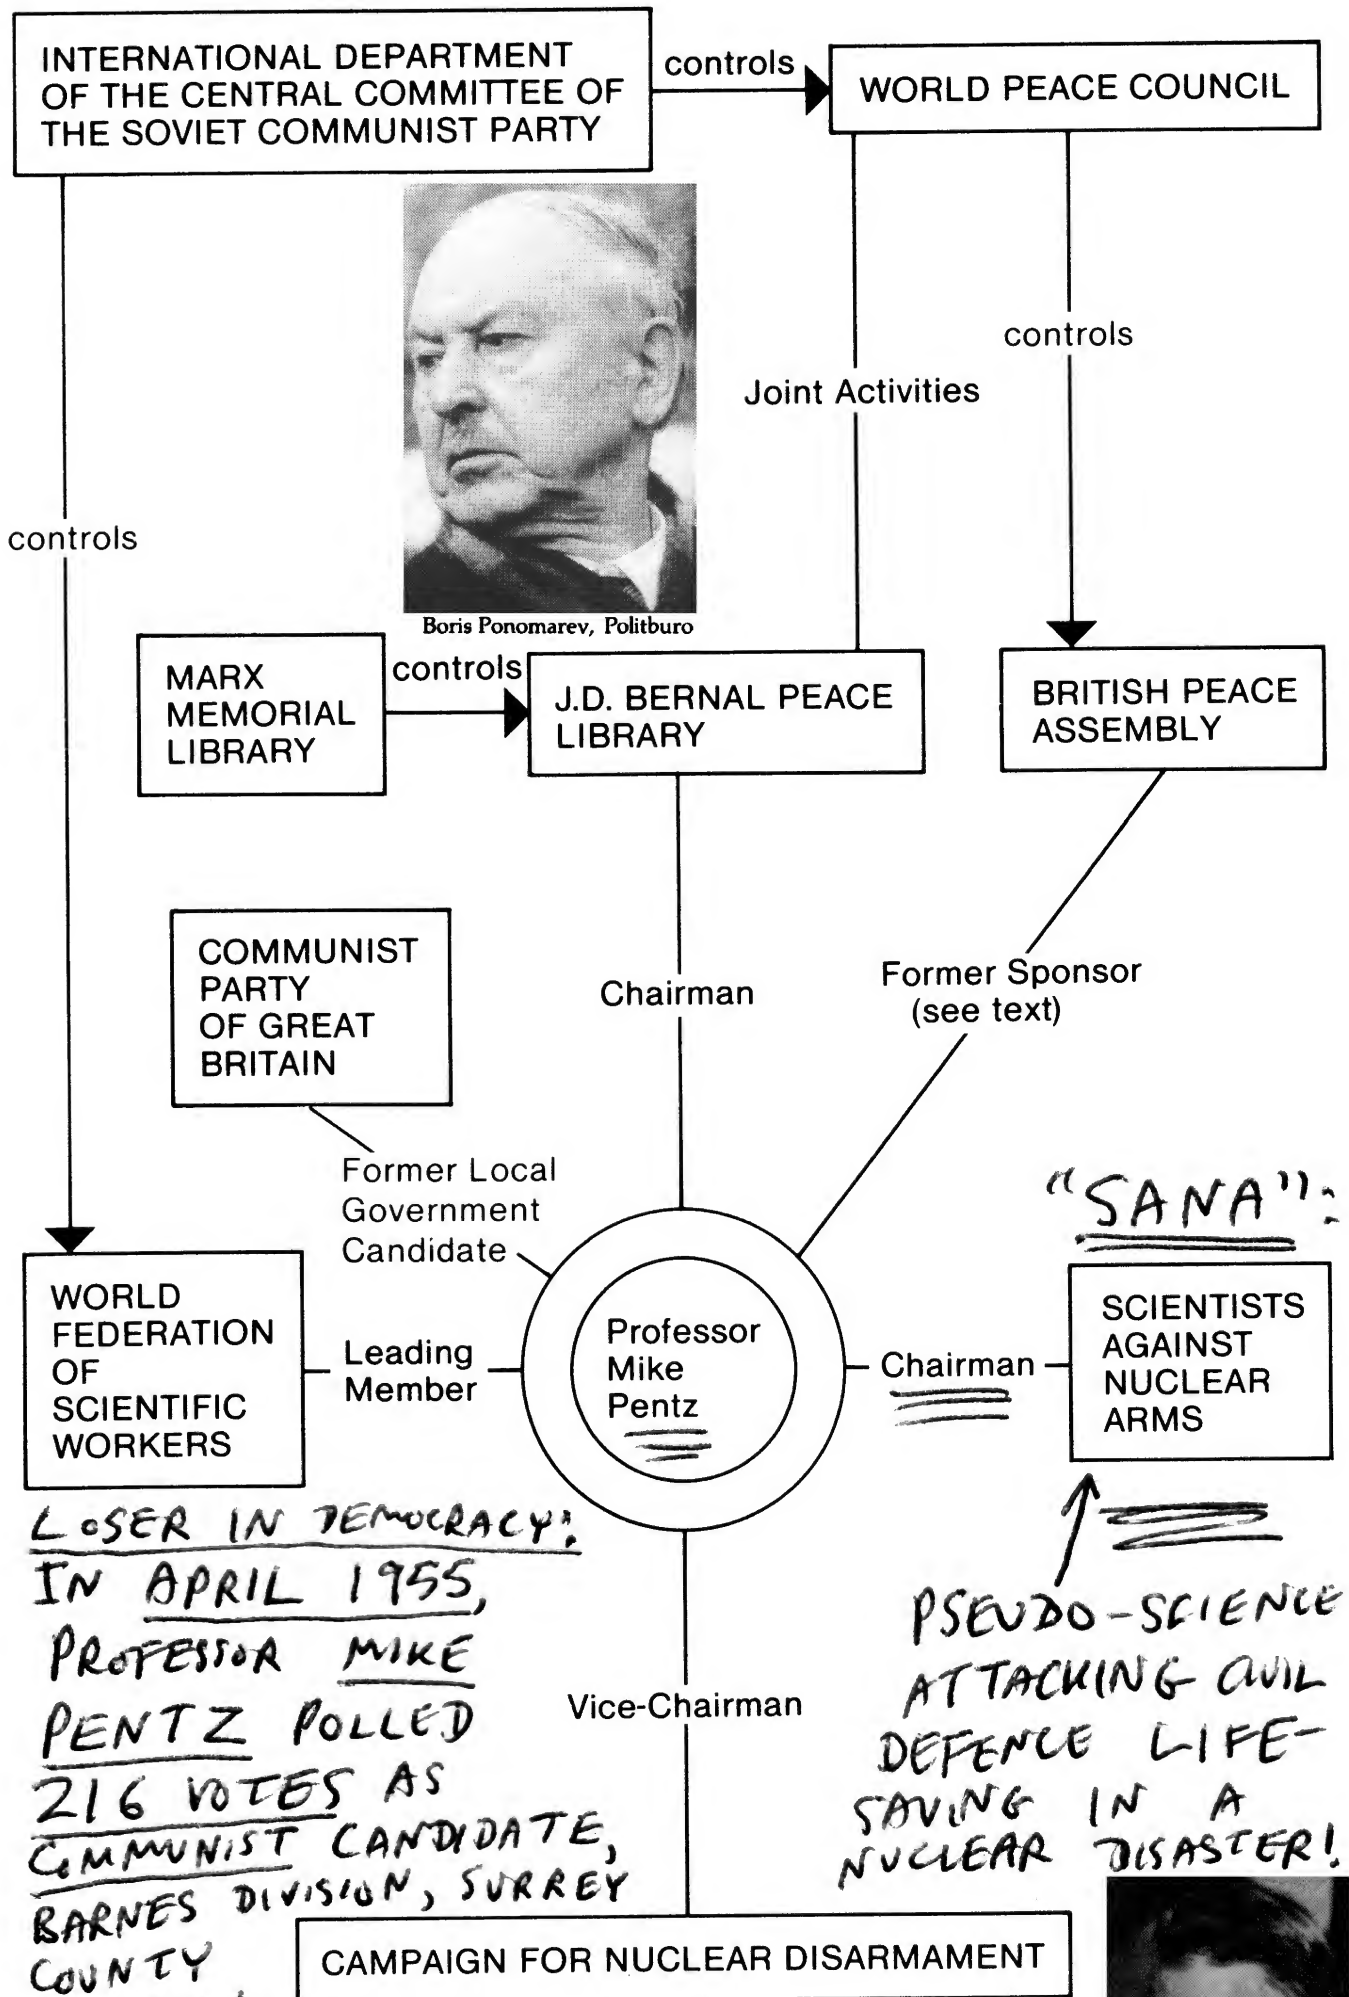 INTERNATIONAL DEPARTMENT
OF THE CENTRAL COMMITTEE OF
THE SOVIET COMMUNIST PARTY
controls
WORLD PEACE COUNCIL
controls
Joint Activities
controls
Boris Ponomarev, Politburo
MARX
MEMORIAL
LIBRARY
controls
J.D. BERNAL PEACE
LIBRARY
BRITISH PEACE
ASSEMBLY
COMMUNIST
PARTY
OF GREAT
BRITAIN
Chairman
Former Sponsor
(see text)
Former Local
Government
Candidate
"SANA":
WORLD
FEDERATION
OF
SCIENTIFIC
WORKERS
Leading
Member
Professor
Mike
Pentz
Chairman
SCIENTISTS
AGAINST
NUCLEAR
ARMS
LOSER IN DEMOCRACY:
IN APRIL 1955,
PROFESSOR MIKE
PENTZ POLLED
216 VOTES AS
COMMUNIST CANDIDATE,
BARNES DIVISION, SURREY
COUNTY
Vice-Chairman
PSEUDO-SCIENCE
ATTACKING CIVIL
DEFENCE LIFE-
SAVING IN A
NUCLEAR DISASTER!
CAMPAIGN FOR NUCLEAR DISARMAMENT